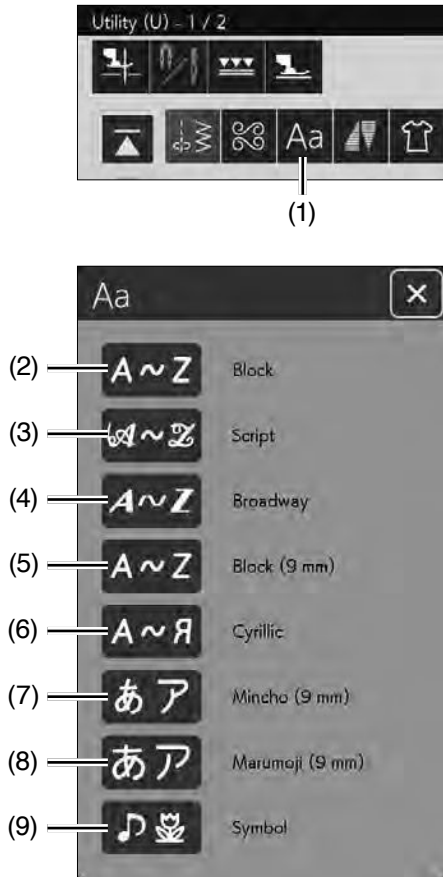 Utility (U) - 1 / 2
Aa
(1)
Aa
(2) A ~ Z Block
(3) A ~ Z Script
(4) A ~ Z Broadway
(5) A ~ Z Block (9 mm)
(6) A ~ Я Cyrillic
(7) あ ア Mincho (9 mm)
(8) あ ア Marumoji (9 mm)
(9) Symbol